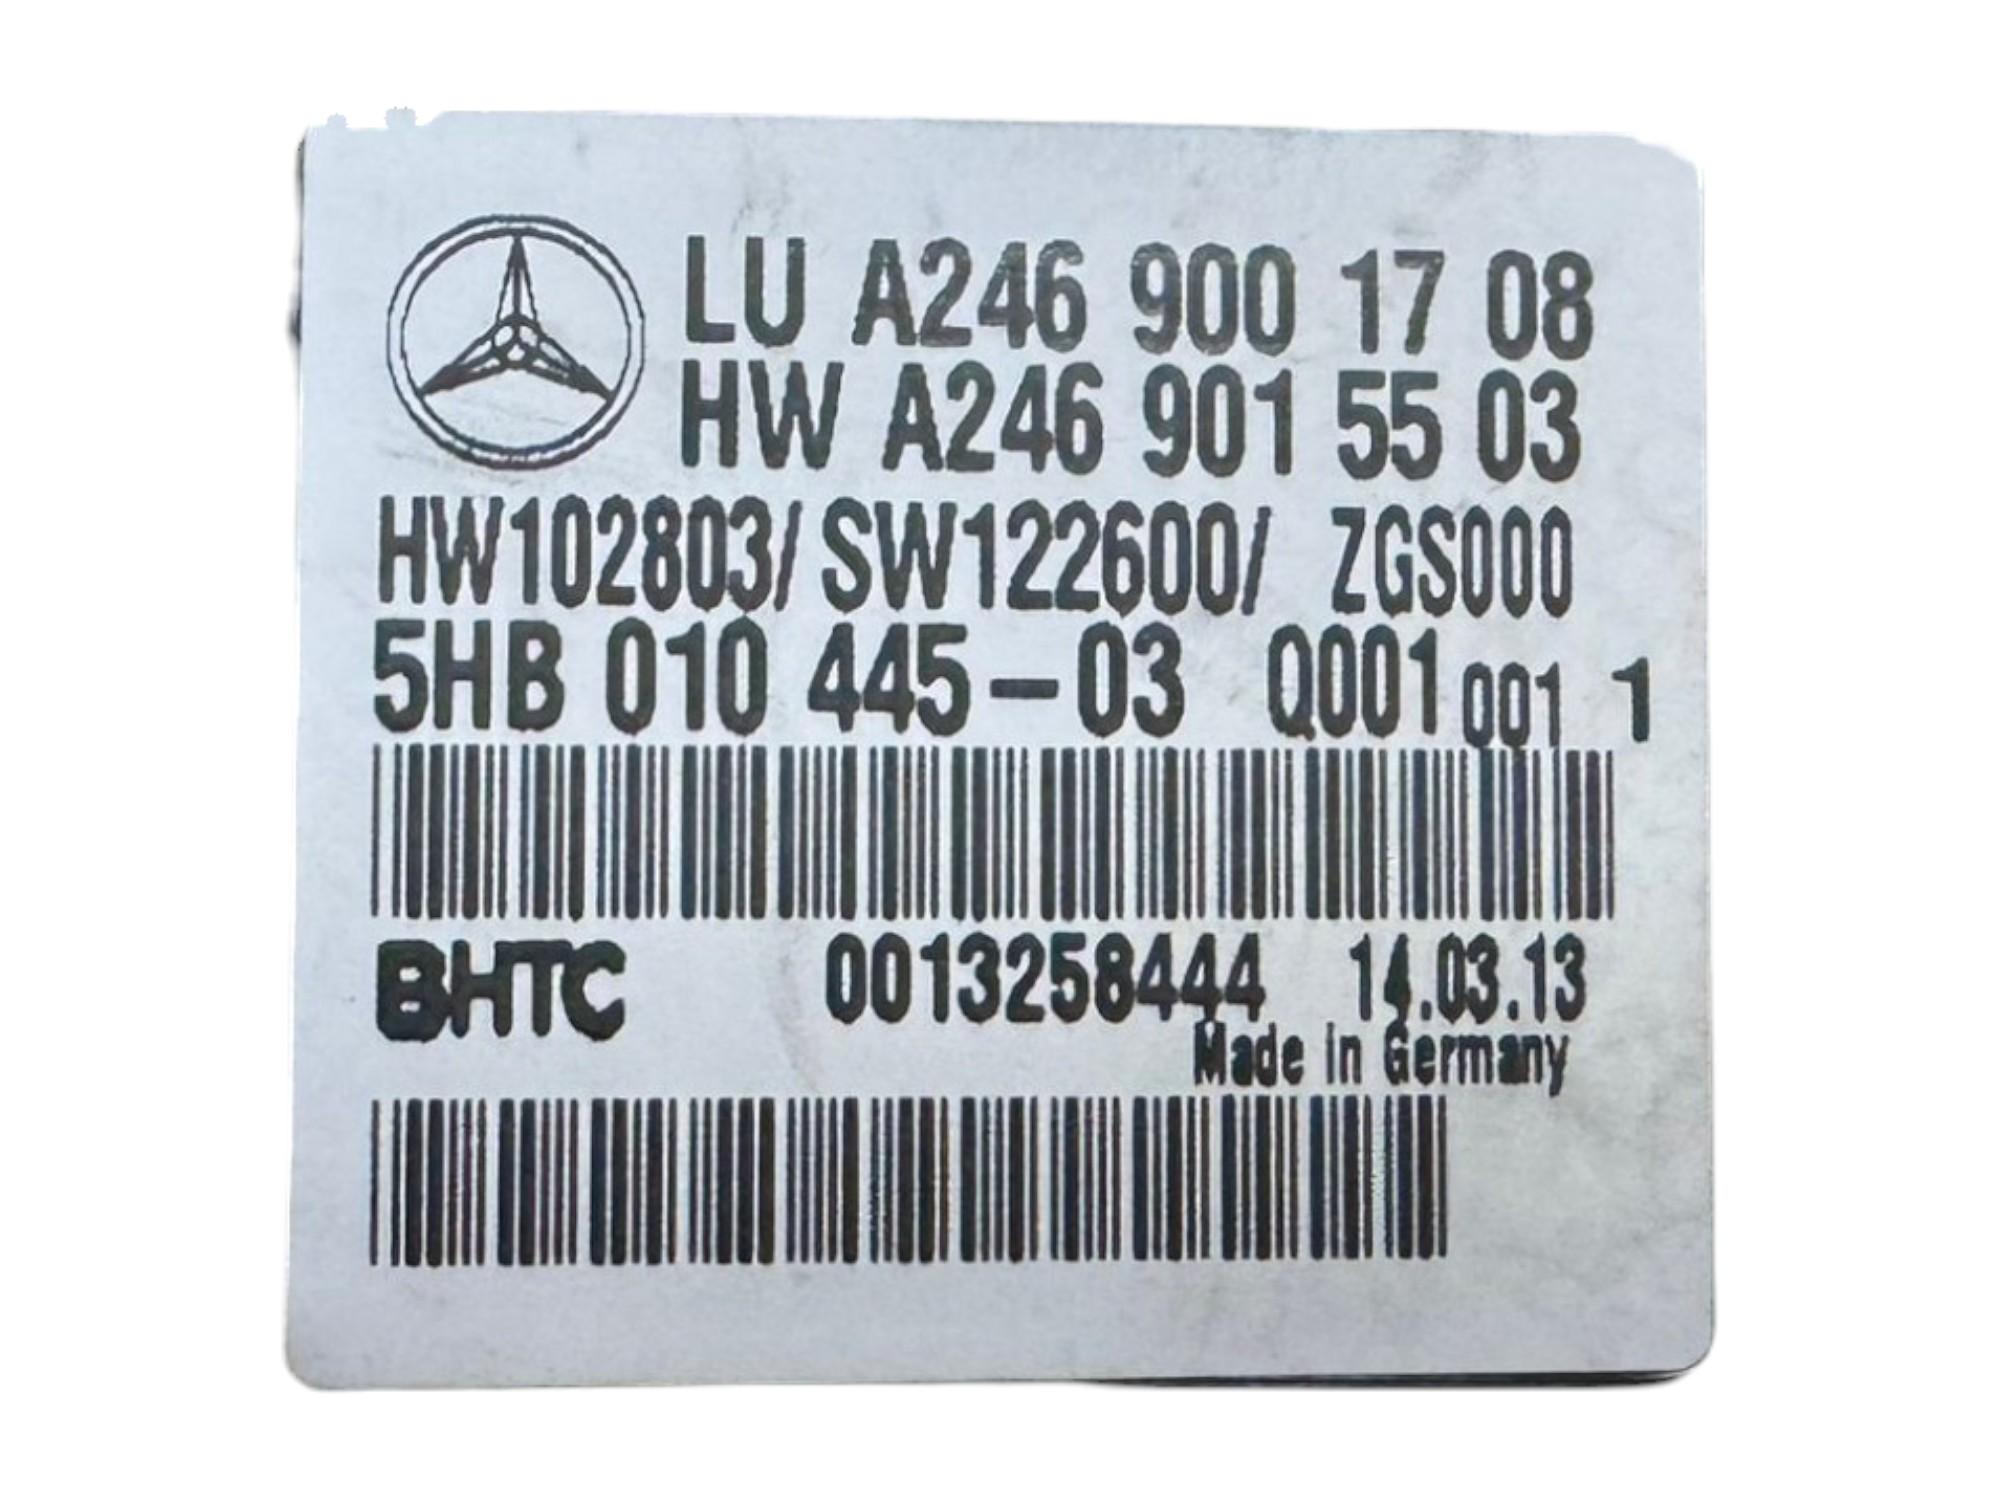 LU A246 900 17 08
HW A246 901 55 03
HW102803/ SW122600/ ZGS000
5HB 010 445-03 Q001 001 1
BHTC 0013258444 14.03.13
Made in Germany